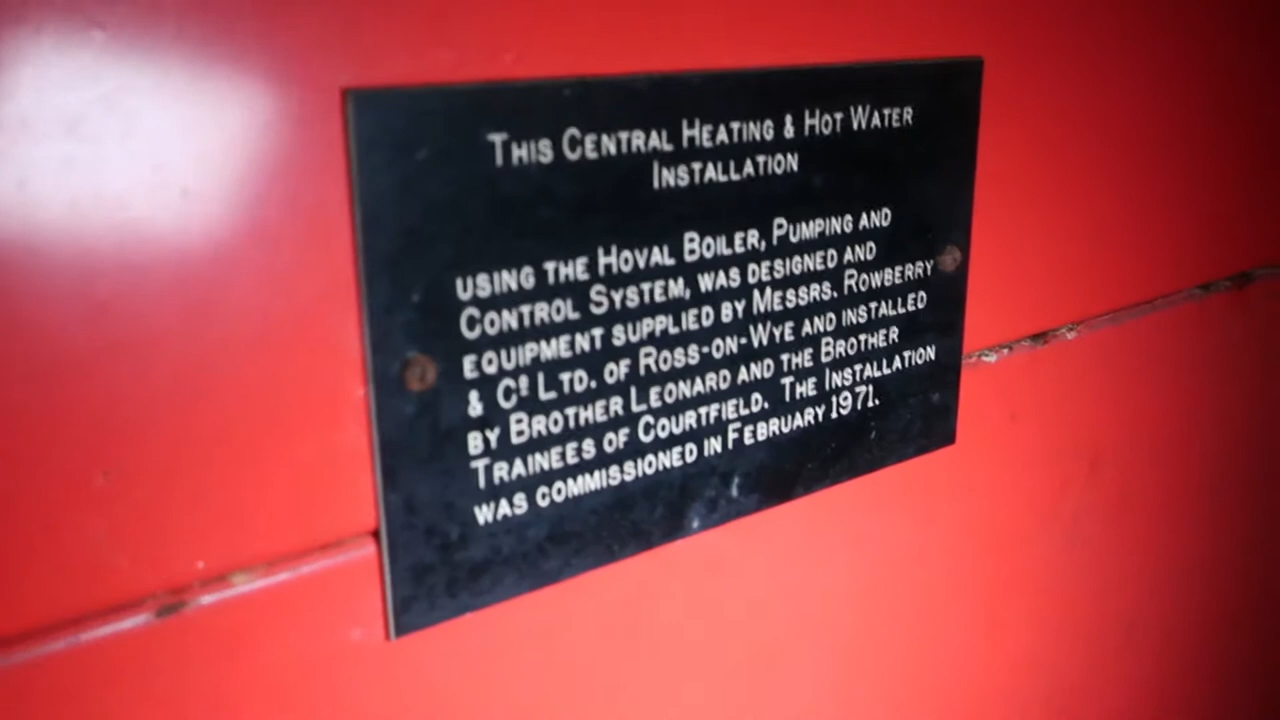 THIS CENTRAL HEATING & HOT WATER
INSTALLATION
USING THE HOVAL BOILER, PUMPING AND
CONTROL SYSTEM, WAS DESIGNED AND
EQUIPMENT SUPPLIED BY MESSRS. ROWBERRY
& Cº LTD. OF ROSS-ON-WYE AND INSTALLED
BY BROTHER LEONARD AND THE BROTHER
TRAINEES OF COURTFIELD. THE INSTALLATION
WAS COMMISSIONED IN FEBRUARY 1971.